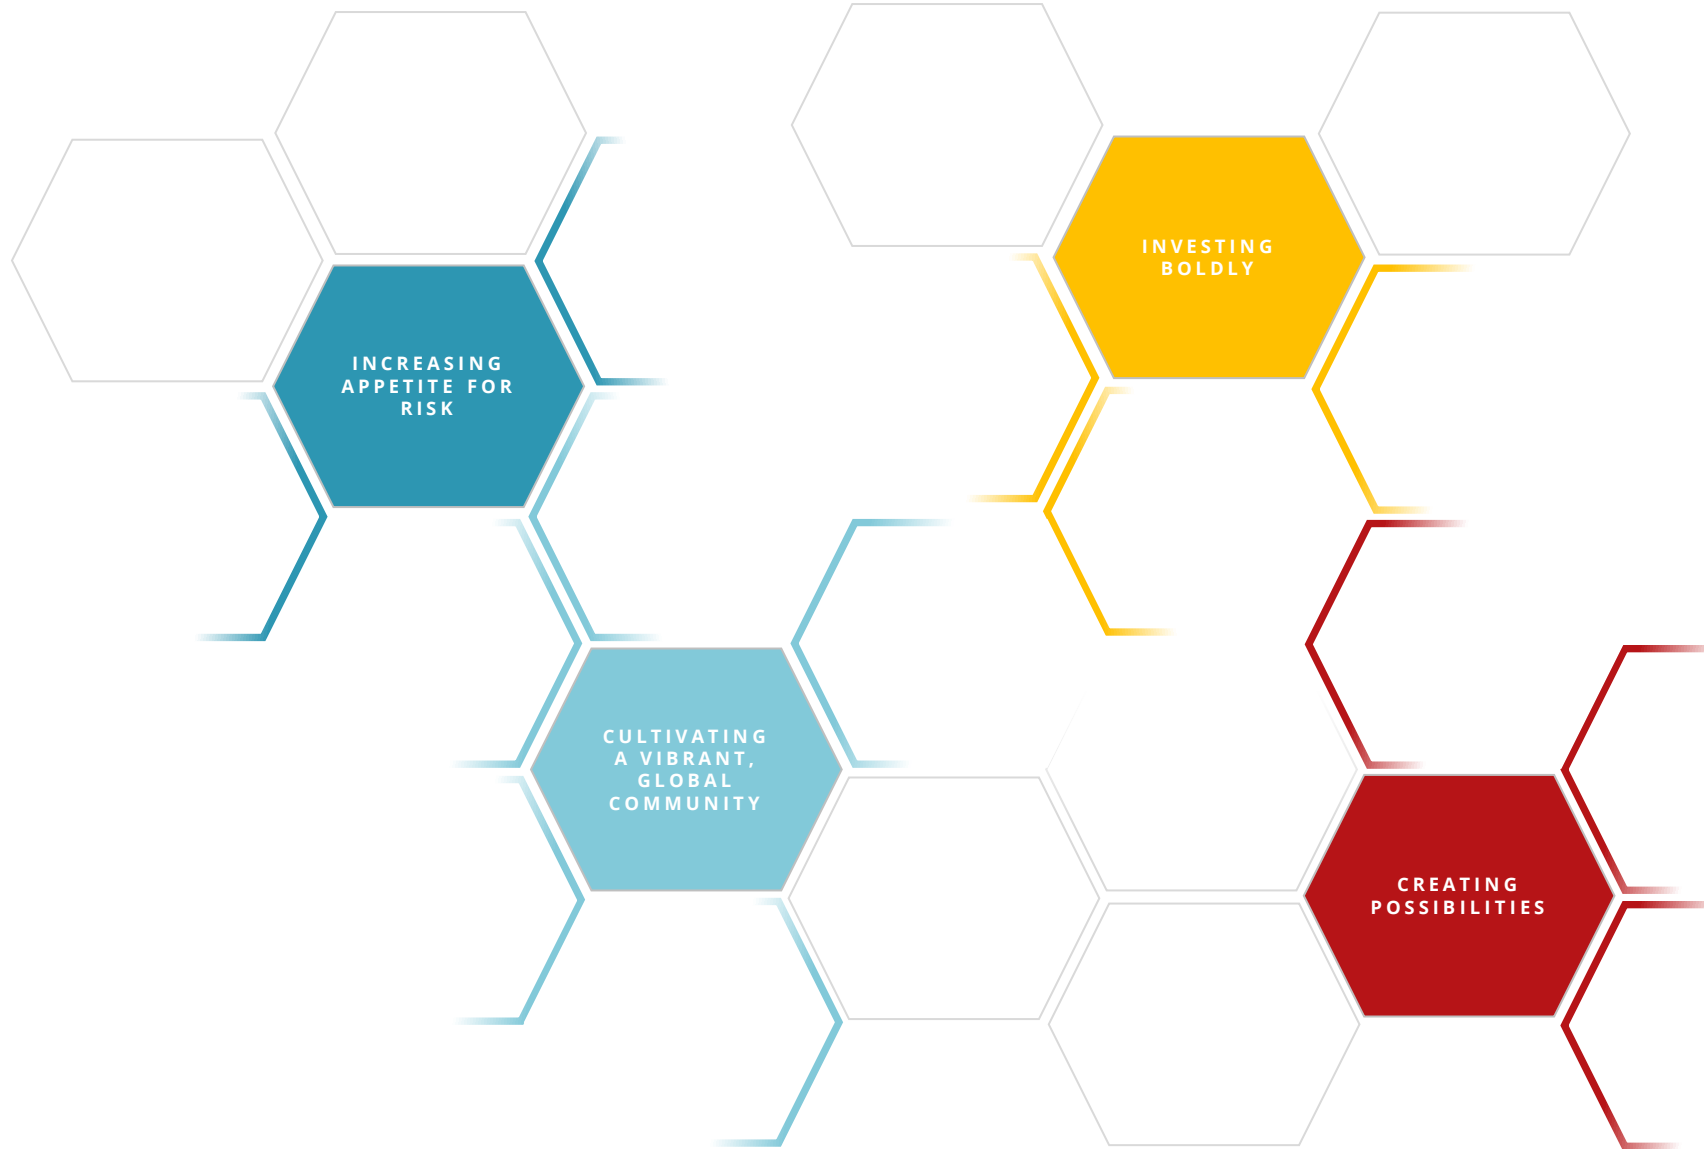 INVESTING
BOLDLY
INCREASING
APPETITE FOR
RISK
CULTIVATING
A VIBRANT,
GLOBAL
COMMUNITY
CREATING
POSSIBILITIES